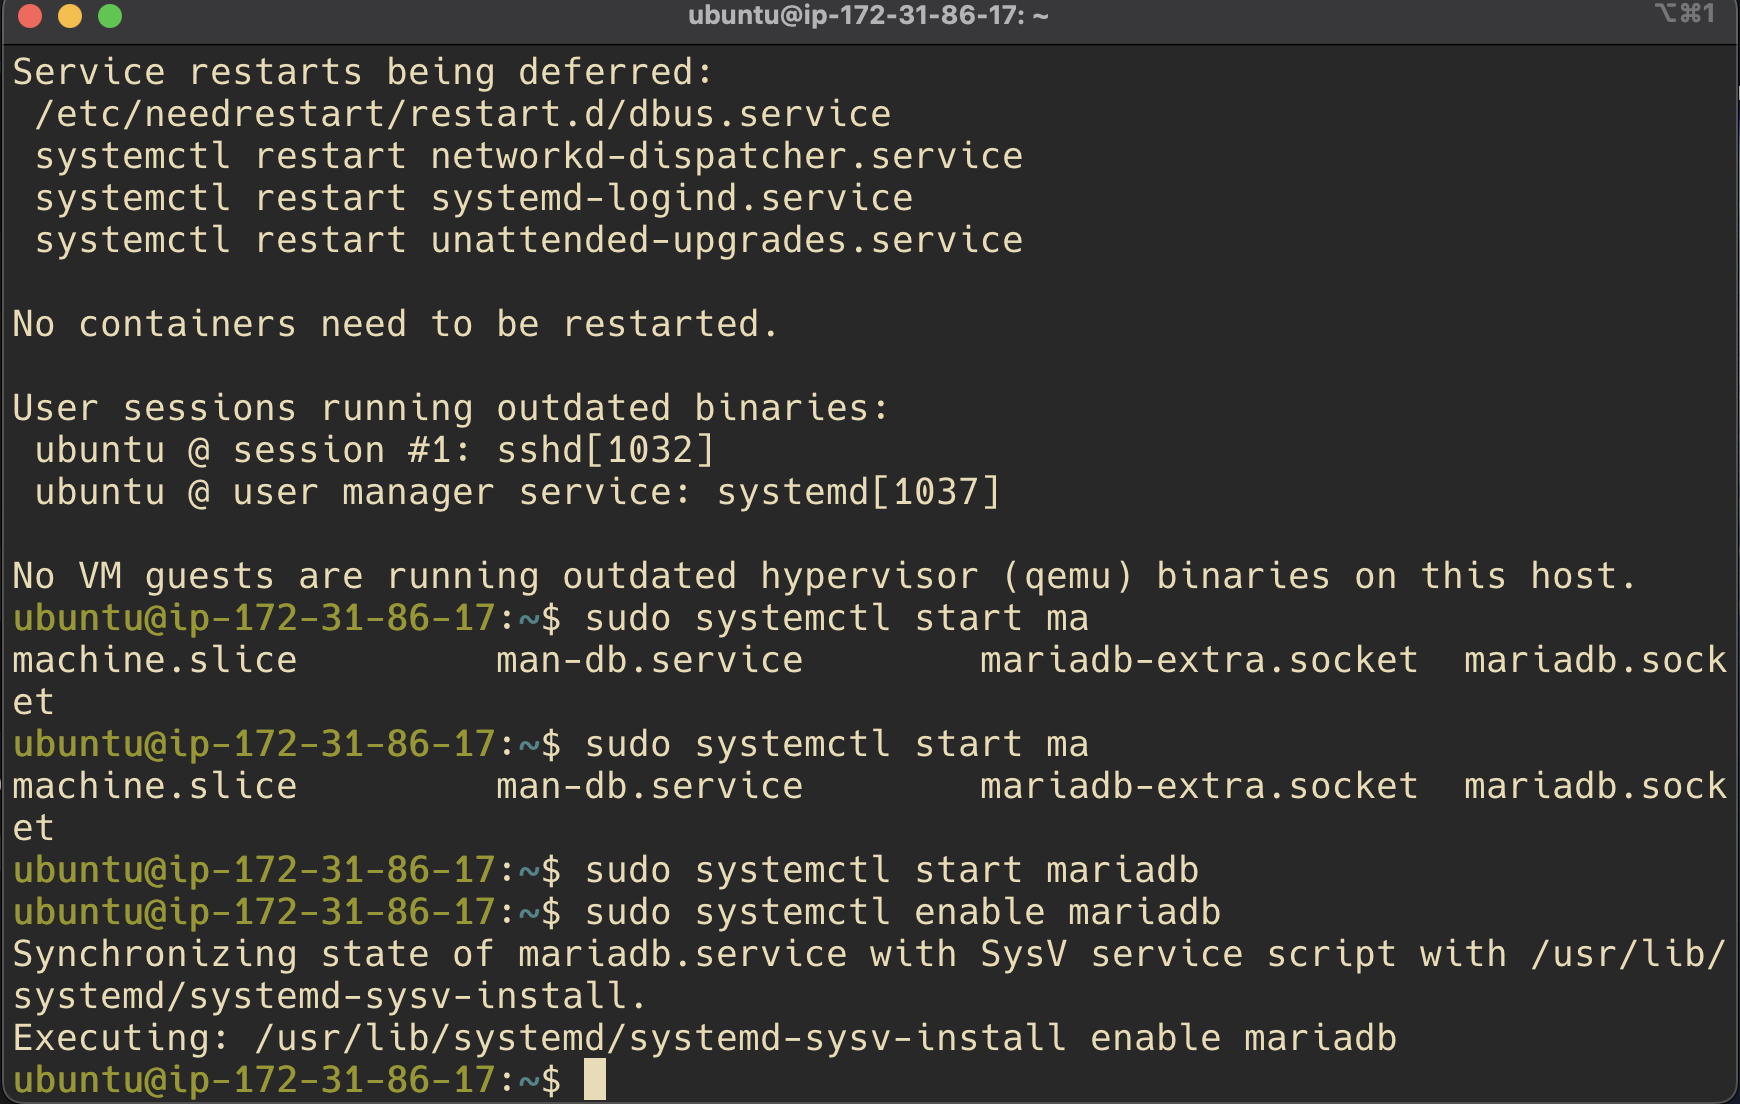 ubuntu@ip-172-31-86-17: ~
⌥⌘1
Service restarts being deferred:
 /etc/needrestart/restart.d/dbus.service
 systemctl restart networkd-dispatcher.service
 systemctl restart systemd-logind.service
 systemctl restart unattended-upgrades.service

No containers need to be restarted.

User sessions running outdated binaries:
 ubuntu @ session #1: sshd[1032]
 ubuntu @ user manager service: systemd[1037]

No VM guests are running outdated hypervisor (qemu) binaries on this host.
ubuntu@ip-172-31-86-17:~$ sudo systemctl start ma
machine.slice         man-db.service        mariadb-extra.socket  mariadb.sock
et
ubuntu@ip-172-31-86-17:~$ sudo systemctl start ma
machine.slice         man-db.service        mariadb-extra.socket  mariadb.sock
et
ubuntu@ip-172-31-86-17:~$ sudo systemctl start mariadb
ubuntu@ip-172-31-86-17:~$ sudo systemctl enable mariadb
Synchronizing state of mariadb.service with SysV service script with /usr/lib/
systemd/systemd-sysv-install.
Executing: /usr/lib/systemd/systemd-sysv-install enable mariadb
ubuntu@ip-172-31-86-17:~$